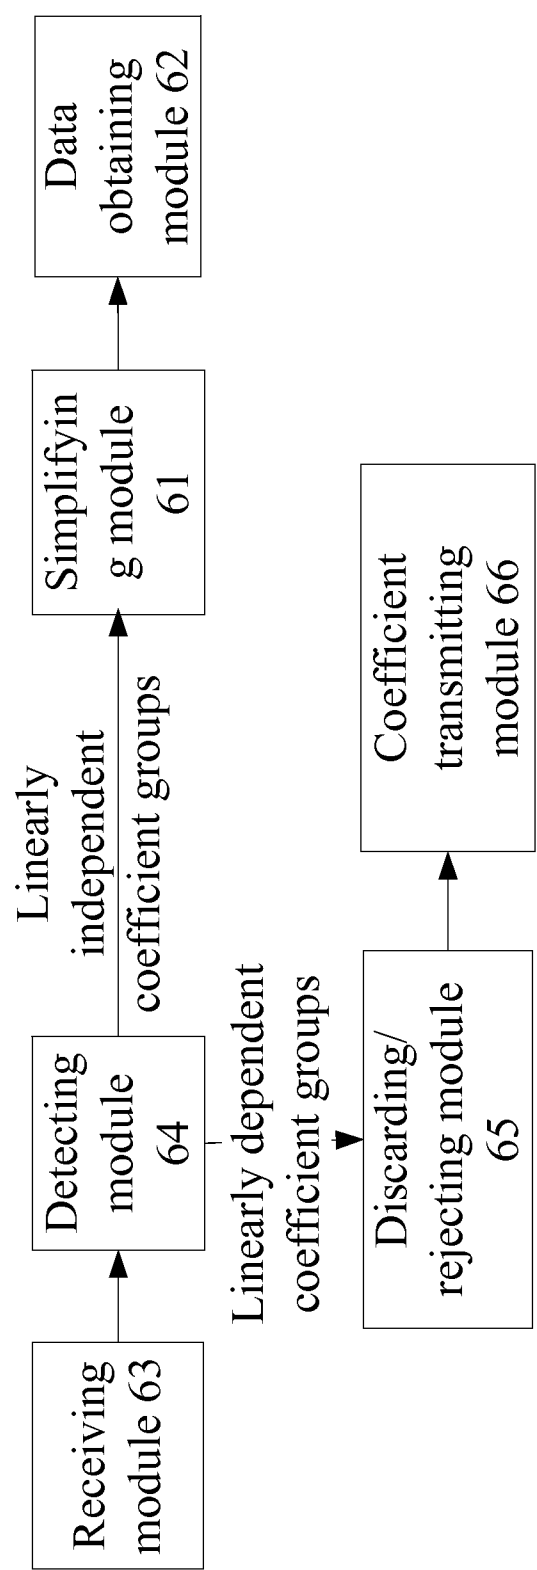 Receiving
module 63
Detecting
module
64
Linearly
independent
coefficient groups
Simplifyin
g module
61
Data
obtaining
module 62
Linearly dependent
coefficient groups
Discarding/
rejecting module
65
Coefficient
transmitting
module 66